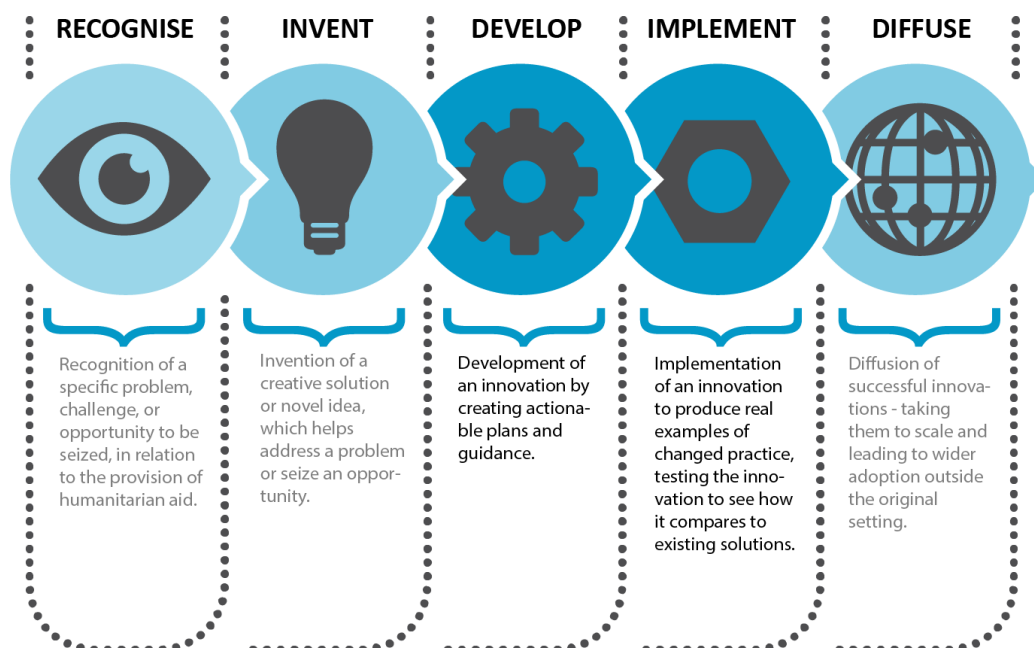 RECOGNISE
INVENT
DEVELOP
IMPLEMENT
DIFFUSE
Recognition of a
specific problem,
challenge, or
opportunity to be
seized, in relation
to the provision of
humanitarian aid.
Invention of a
creative solution
or novel idea,
which helps
address a problem
or seize an oppor-
tunity.
Development of
an innovation by
creating actiona-
ble plans and
guidance.
Implementation
of an innovation
to produce real
examples of
changed practice,
testing the inno-
vation to see how
it compares to
existing solutions.
Diffusion of
successful innova-
tions - taking
them to scale and
leading to wider
adoption outside
the original
setting.